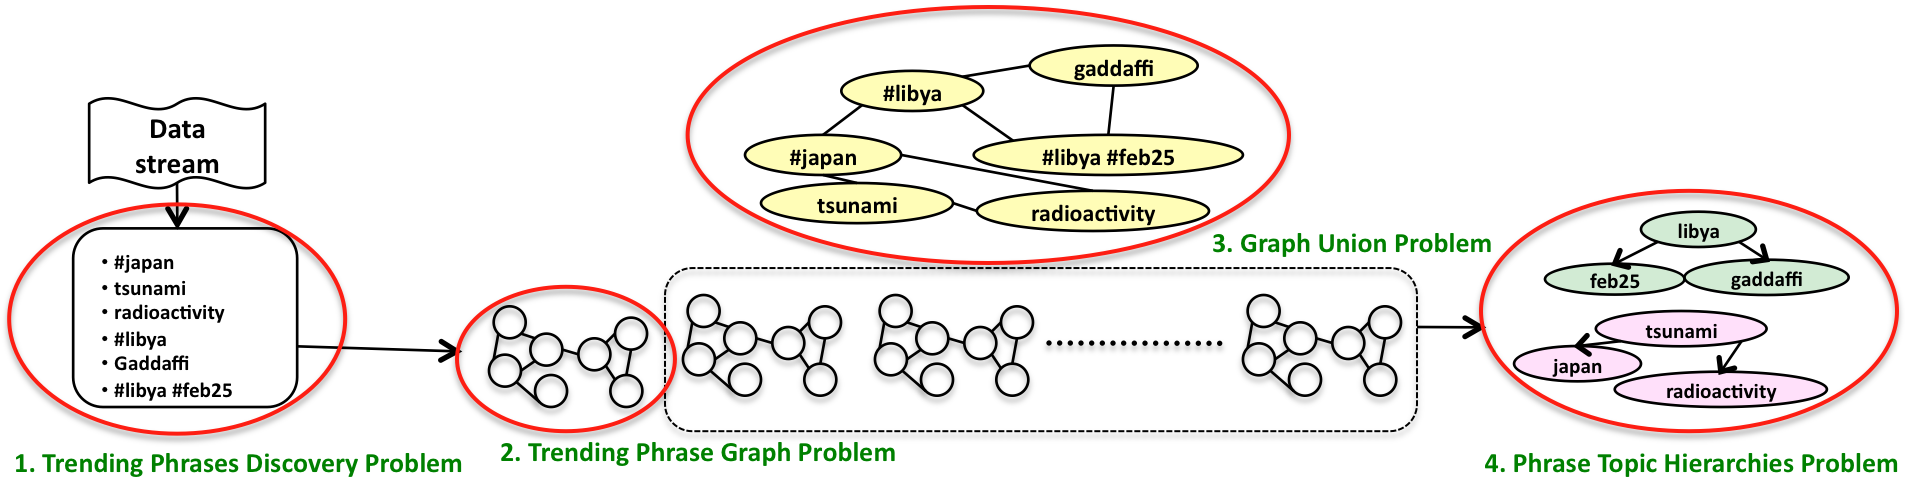 Data
stream
• #japan
• tsunami
• radioactivity
• #libya
• Gaddaffi
• #libya #feb25
1. Trending Phrases Discovery Problem
2. Trending Phrase Graph Problem
gaddaffi
#libya
#japan
#libya #feb25
tsunami
radioactivity
3. Graph Union Problem
libya
feb25
gaddaffi
tsunami
japan
radioactivity
4. Phrase Topic Hierarchies Problem